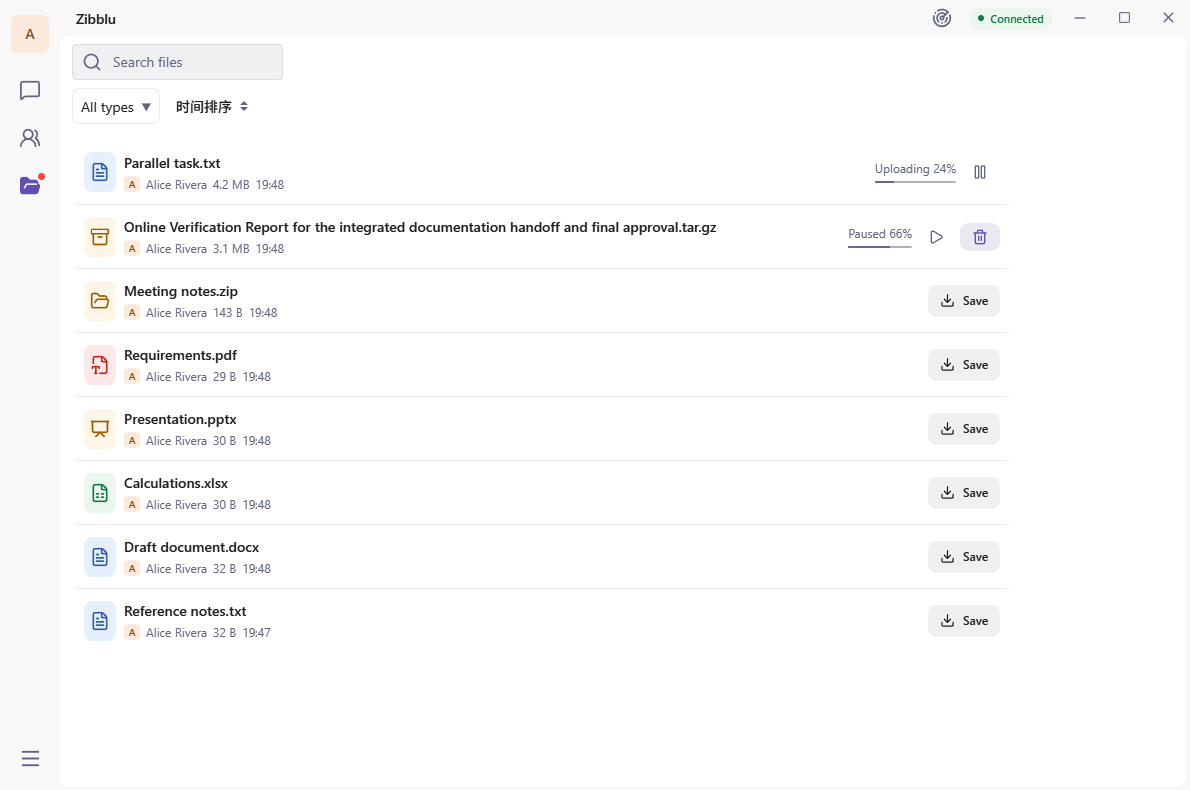 A
Zibblu
Connected
Search files
All types
时间排序
Parallel task.txt
A Alice Rivera 4.2 MB 19:48
Uploading 24%
Online Verification Report for the integrated documentation handoff and final approval.tar.gz
A Alice Rivera 3.1 MB 19:48
Paused 66%
Meeting notes.zip
A Alice Rivera 143 B 19:48
Save
Requirements.pdf
A Alice Rivera 29 B 19:48
Save
Presentation.pptx
A Alice Rivera 30 B 19:48
Save
Calculations.xlsx
A Alice Rivera 30 B 19:48
Save
Draft document.docx
A Alice Rivera 32 B 19:48
Save
Reference notes.txt
A Alice Rivera 32 B 19:47
Save